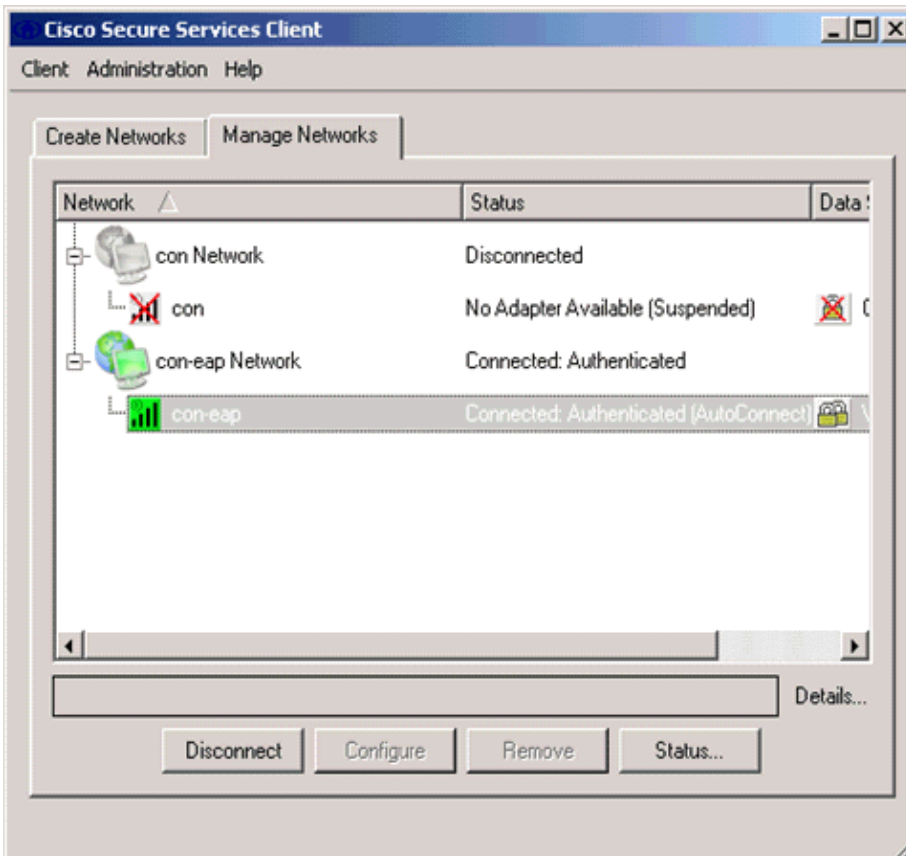 Cisco Secure Services Client
Client Administration Help
Create Networks Manage Networks
Network Status Data
con Network Disconnected
con No Adapter Available (Suspended)
con-eap Network Connected: Authenticated
con-eap Connected: Authenticated (AutoConnect)
Details...
Disconnect Configure Remove Status...